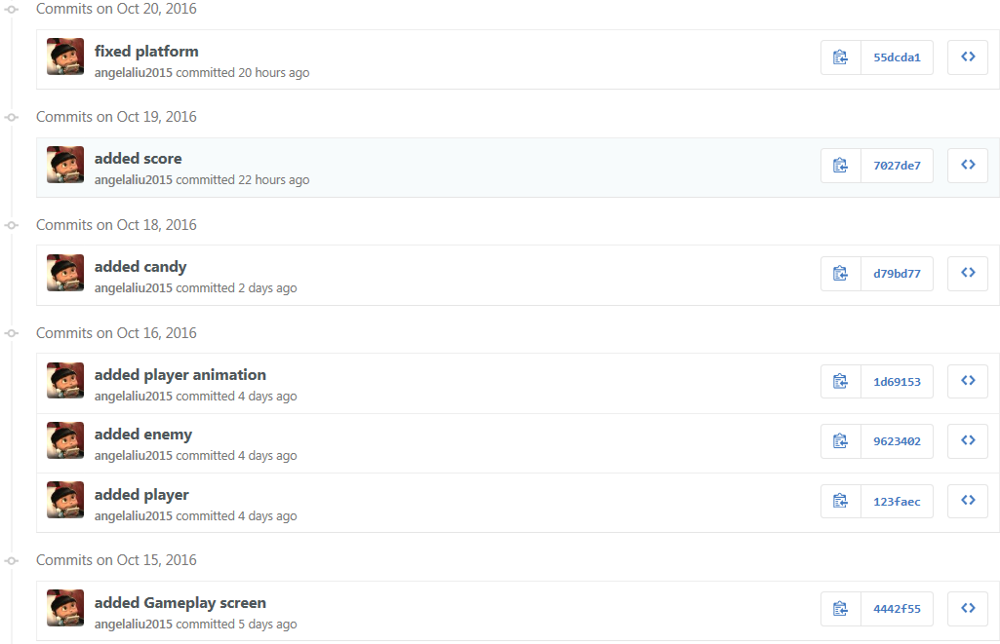 Commits on Oct 20, 2016
fixed platform
angelaliu2015 committed 20 hours ago
55dcda1
Commits on Oct 19, 2016
added score
angelaliu2015 committed 22 hours ago
7027de7
Commits on Oct 18, 2016
added candy
angelaliu2015 committed 2 days ago
d79bd77
Commits on Oct 16, 2016
added player animation
angelaliu2015 committed 4 days ago
1d69153
added enemy
angelaliu2015 committed 4 days ago
9623402
added player
angelaliu2015 committed 4 days ago
123faec
Commits on Oct 15, 2016
added Gameplay screen
angelaliu2015 committed 5 days ago
4442f55